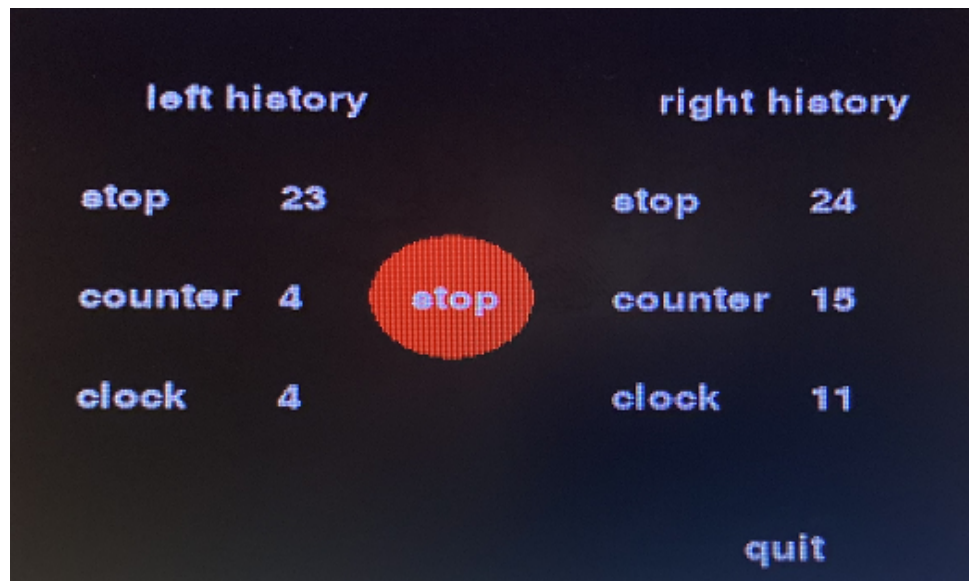 left history
right history
stop 23
stop 24
counter 4
stop
counter 15
clock 4
clock 11
quit